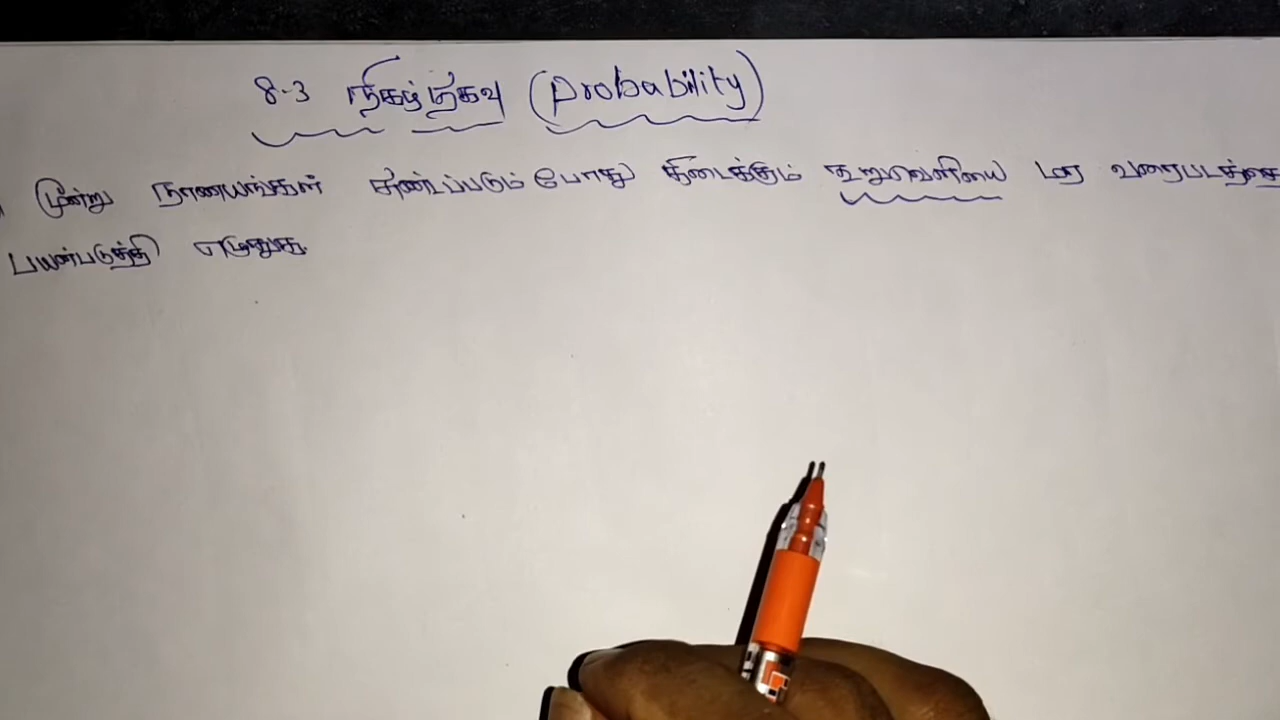 8.3 நிகழ்தகவு (probability)
மூன்று நாணயங்கள் சுண்டப்படும் போது கிடைக்கும் கூறுவெளியை மர வரைபடத்தை
பயன்படுத்தி எழுதுக.